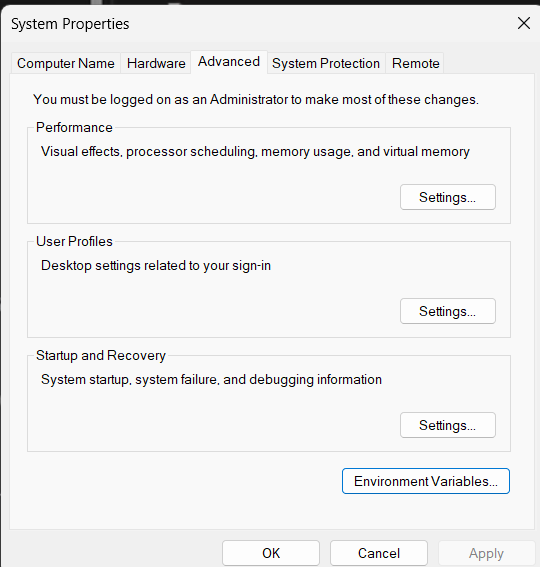 System Properties
Computer Name
Hardware
Advanced
System Protection
Remote
You must be logged on as an Administrator to make most of these changes.
Performance
Visual effects, processor scheduling, memory usage, and virtual memory
Settings...
User Profiles
Desktop settings related to your sign-in
Settings...
Startup and Recovery
System startup, system failure, and debugging information
Settings...
Environment Variables...
OK
Cancel
Apply